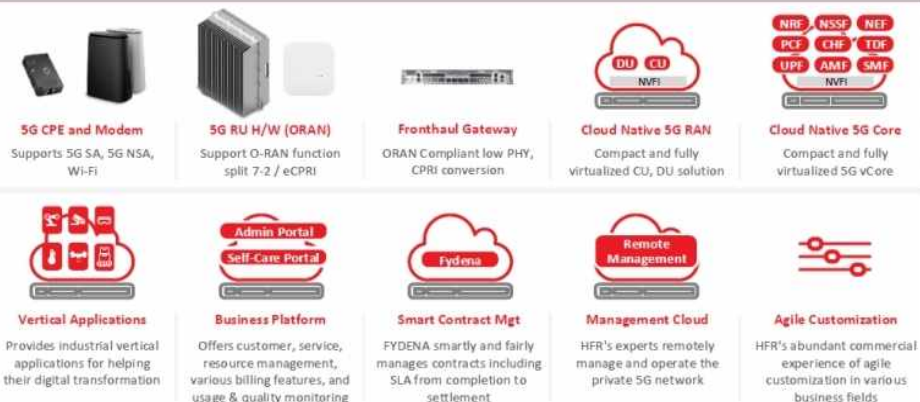 DU CU
NVFI
NRF NSSF NEF
PCF CHF TDF
UPF AMF SMF
NVFI
5G CPE and Modem
Supports 5G SA, 5G NSA,
Wi-Fi
5G RU H/W (ORAN)
Support O-RAN function
split 7-2 / eCPRI
Fronthaul Gateway
ORAN Compliant low PHY,
CPRI conversion
Cloud Native 5G RAN
Compact and fully
virtualized CU, DU solution
Cloud Native 5G Core
Compact and fully
virtualized 5G vCore
Admin Portal
Self-Care Portal
Fydena
Remote
Management
Vertical Applications
Provides industrial vertical
applications for helping
their digital transformation
Business Platform
Offers customer, service,
resource management,
various billing features, and
usage & quality monitoring
Smart Contract Mgt
FYDENA smartly and fairly
manages contracts including
SLA from completion to
settlement
Management Cloud
HFR's experts remotely
manage and operate the
private 5G network
Agile Customization
HFR's abundant commercial
experience of agile
customization in various
business fields